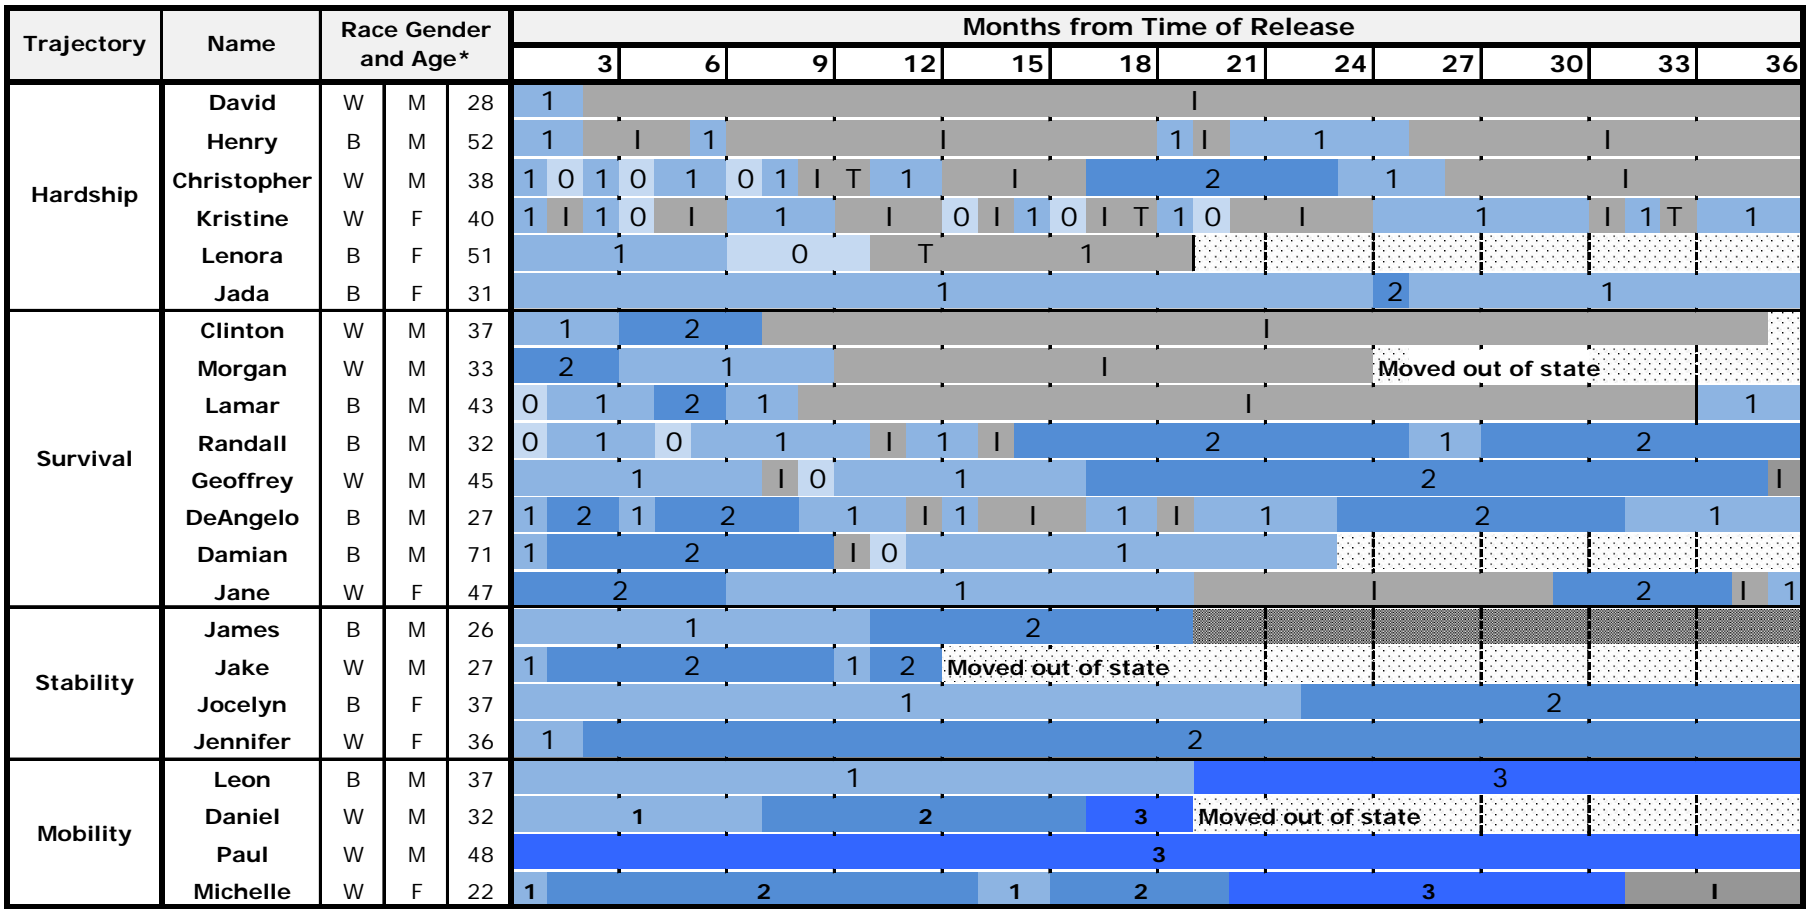 Trajectory Name Race Gender and Age* Months from Time of Release
3 6 9 12 15 18 21 24 27 30 33 36
Hardship
David W M 28 1 I
Henry B M 52 1 I 1 I 1 I 1 I
Christopher W M 38 1 0 1 0 1 0 1 I T 1 I 2 1 I
Kristine W F 40 1 I 1 0 I 1 I 0 I 1 0 I T 1 0 I 1 I 1 T 1
Lenora B F 51 1 0 T 1
Jada B F 31 1 2 1
Survival
Clinton W M 37 1 2 I
Morgan W M 33 2 1 I Moved out of state
Lamar B M 43 0 1 2 1 I 1
Randall B M 32 0 1 0 1 I 1 I 2 1 2
Geoffrey W M 45 1 I 0 1 2 I
DeAngelo B M 27 1 2 1 2 1 I 1 I 1 I 1 2 1
Damian B M 71 1 2 I 0 1
Jane W F 47 2 1 I 2 I 1
Stability
James B M 26 1 2
Jake W M 27 1 2 1 2 Moved out of state
Jocelyn B F 37 1 2
Jennifer W F 36 1 2
Mobility
Leon B M 37 1 3
Daniel W M 32 1 2 3 Moved out of state
Paul W M 48 3
Michelle W F 22 1 2 1 2 3 I